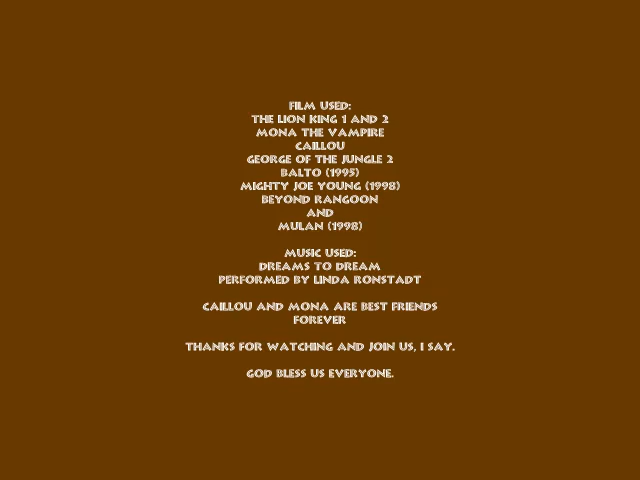 FILM USED:
THE LION KING 1 AND 2
MONA THE VAMPIRE
CAILLOU
GEORGE OF THE JUNGLE 2
BALTO (1995)
MIGHTY JOE YOUNG (1998)
BEYOND RANGOON
AND
MULAN (1998)
MUSIC USED:
DREAMS TO DREAM
PERFORMED BY LINDA RONSTADT
CAILLOU AND MONA ARE BEST FRIENDS
FOREVER
THANKS FOR WATCHING AND JOIN US, I SAY.
GOD BLESS US EVERYONE.